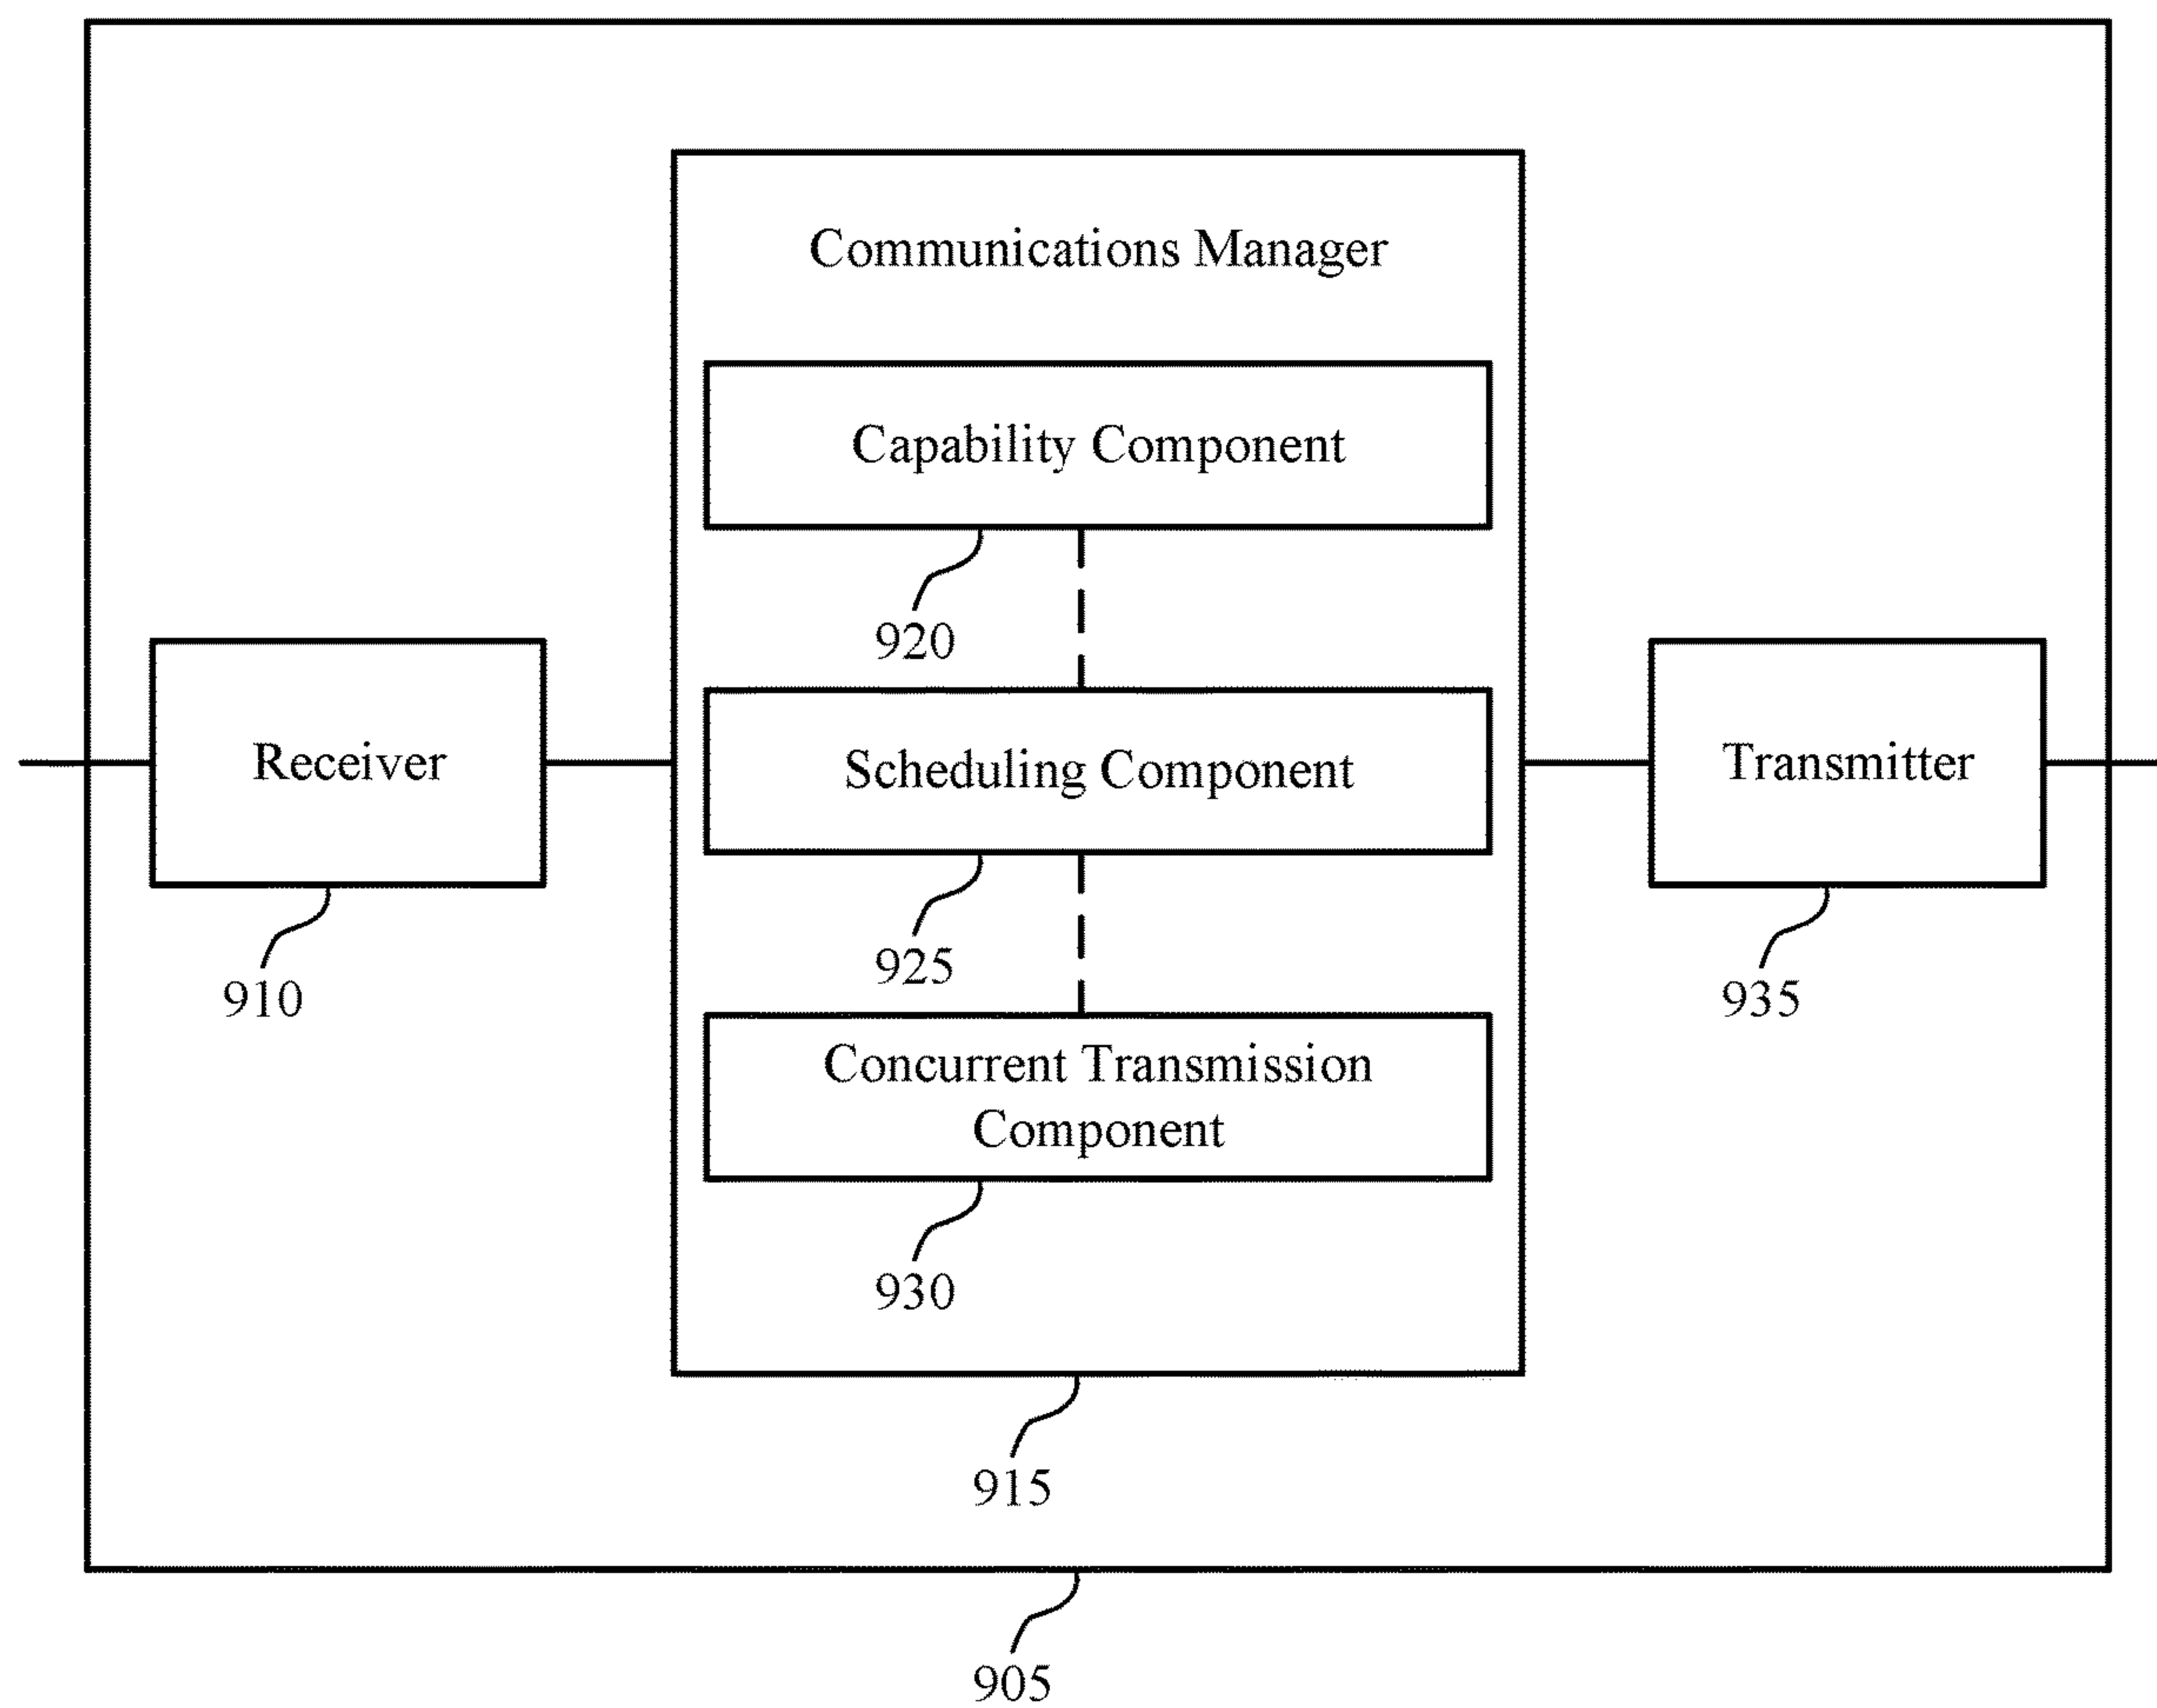 Communications Manager
Capability Component
920
Receiver
Scheduling Component
Transmitter
910
925
935
Concurrent Transmission
Component
930
915
905